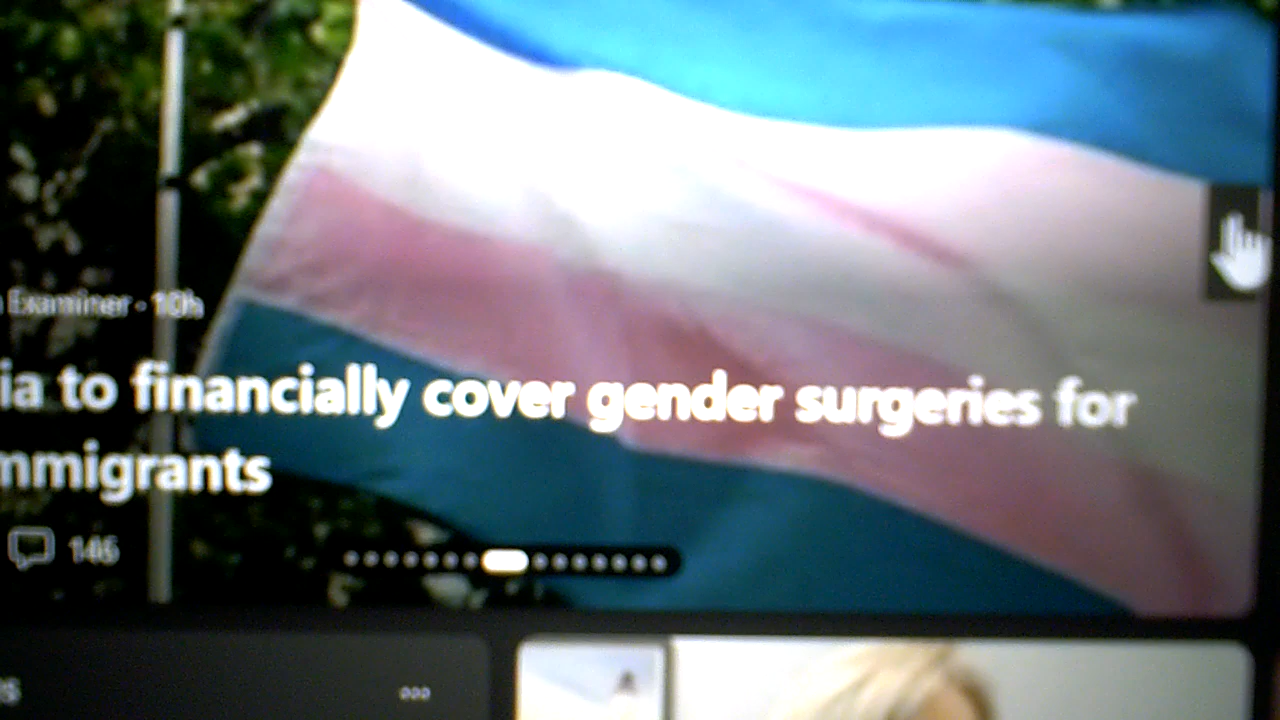 Examiner · 10h
ia to financially cover gender surgeries for
mmigrants
146